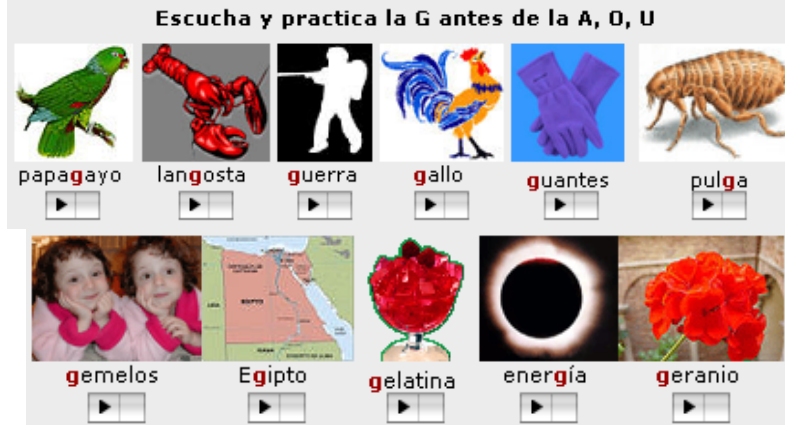 Escucha y practica la G antes de la A, O, U
papagayo langosta guerra gallo guantes pulga
gemelos Egipto gelatina energía geranio